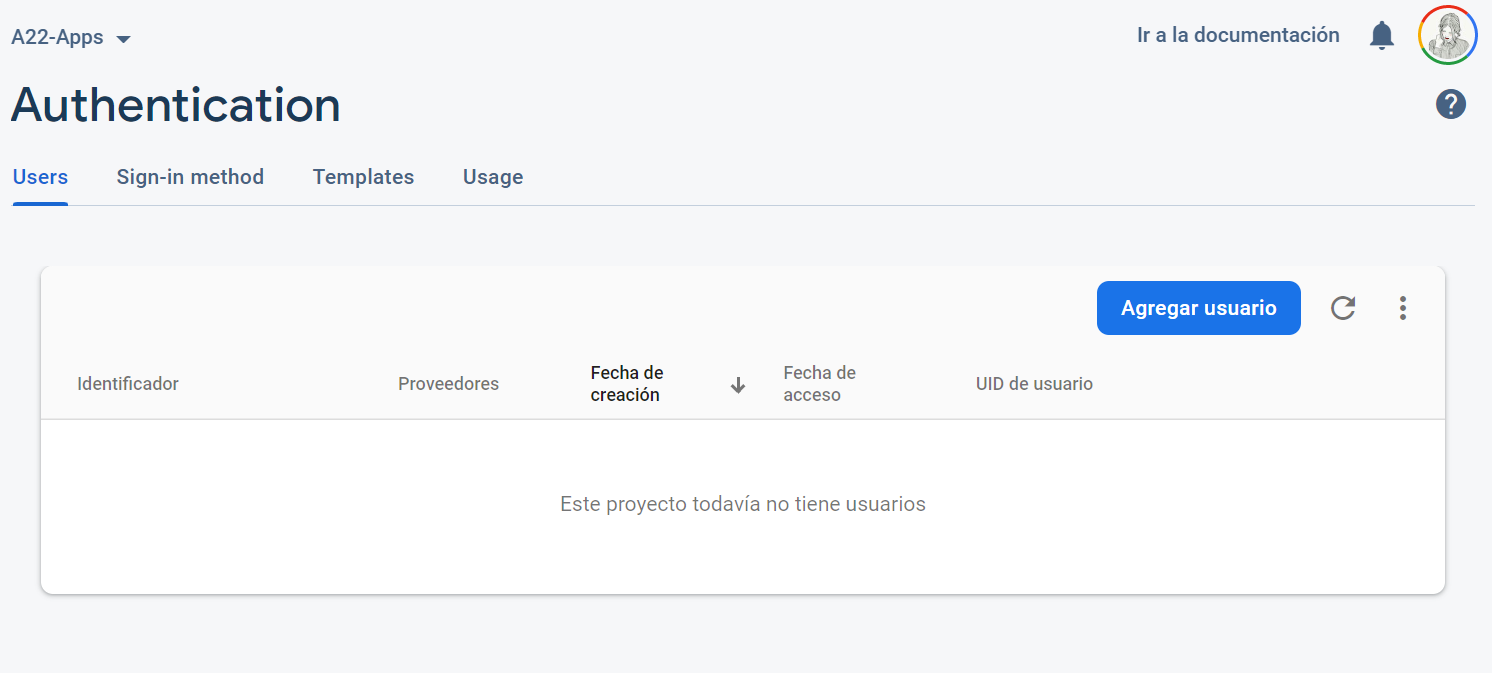 A22-Apps
Ir a la documentación
Authentication
?
Users Sign-in method Templates Usage
Agregar usuario
Identificador
Proveedores
Fecha de
creación
Fecha de
acceso
UID de usuario
Este proyecto todavía no tiene usuarios